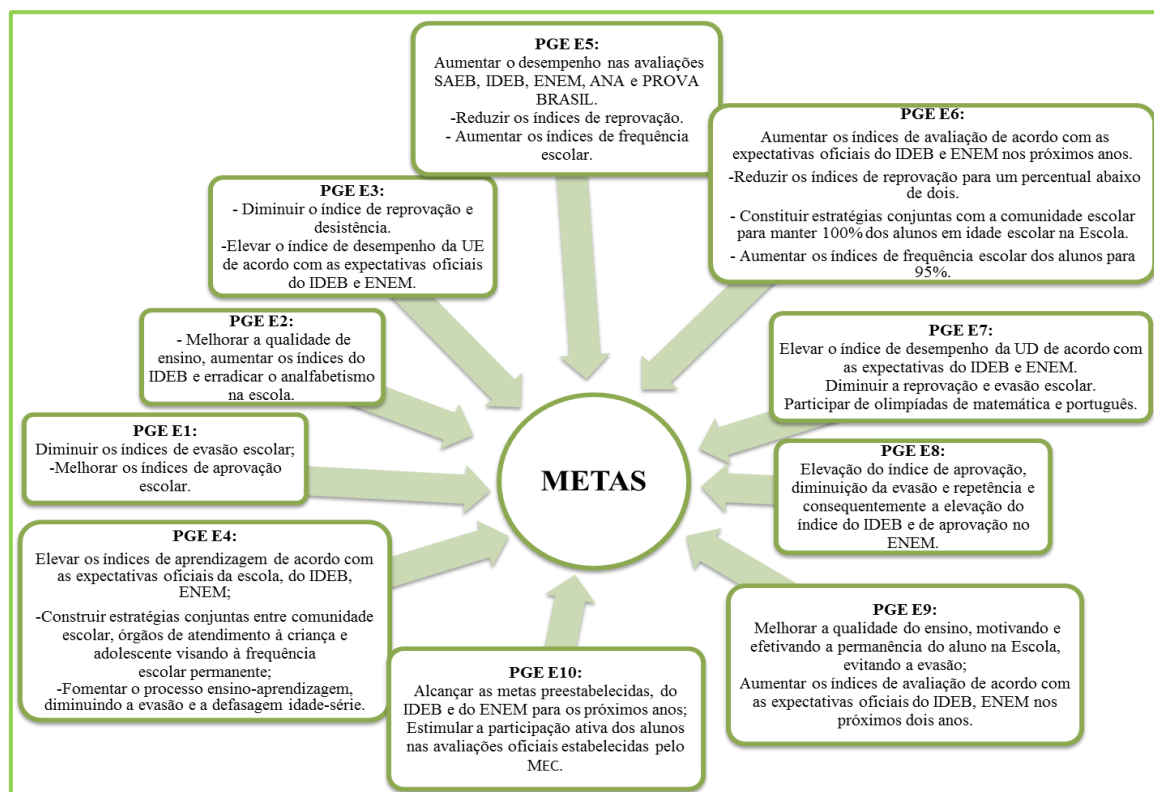 PGE E5:
Aumentar o desempenho nas avaliações
SAEB, IDEB, ENEM, ANA e PROVA
BRASIL.
-Reduzir os índices de reprovação.
- Aumentar os índices de frequência
escolar.
PGE E6:
Aumentar os índices de avaliação de acordo com as
expectativas oficiais do IDEB e ENEM nos próximos anos.
-Reduzir os índices de reprovação para um percentual abaixo
de dois.
- Constituir estratégias conjuntas com a comunidade escolar
para manter 100% dos alunos em idade escolar na Escola.
- Aumentar os índices de frequência escolar dos alunos para
95%.
PGE E3:
- Diminuir o índice de reprovação e
desistência.
-Elevar o índice de desempenho da UE
de acordo com as expectativas oficiais
do IDEB e ENEM.
PGE E2:
- Melhorar a qualidade de
ensino, aumentar os índices do
IDEB e erradicar o analfabetismo
na escola.
PGE E7:
Elevar o índice de desempenho da UD de acordo com
as expectativas do IDEB e ENEM.
Diminuir a reprovação e evasão escolar.
Participar de olimpíadas de matemática e português.
PGE E1:
Diminuir os índices de evasão escolar;
-Melhorar os índices de aprovação
escolar.
METAS
PGE E8:
Elevação do índice de aprovação,
diminuição da evasão e repetência e
consequentemente a elevação do
índice do IDEB e de aprovação no
ENEM.
PGE E4:
Elevar os índices de aprendizagem de acordo com
as expectativas oficiais da escola, do IDEB,
ENEM;
-Construir estratégias conjuntas entre comunidade
escolar, órgãos de atendimento à criança e
adolescente visando à frequência
escolar permanente;
-Fomentar o processo ensino-aprendizagem,
diminuindo a evasão e a defasagem idade-série.
PGE E9:
Melhorar a qualidade do ensino, motivando e
efetivando a permanência do aluno na Escola,
evitando a evasão;
Aumentar os índices de avaliação de acordo com
as expectativas oficiais do IDEB, ENEM nos
próximos dois anos.
PGE E10:
Alcançar as metas preestabelecidas, do
IDEB e do ENEM para os próximos anos;
Estimular a participação ativa dos alunos
nas avaliações oficiais estabelecidas pelo
MEC.